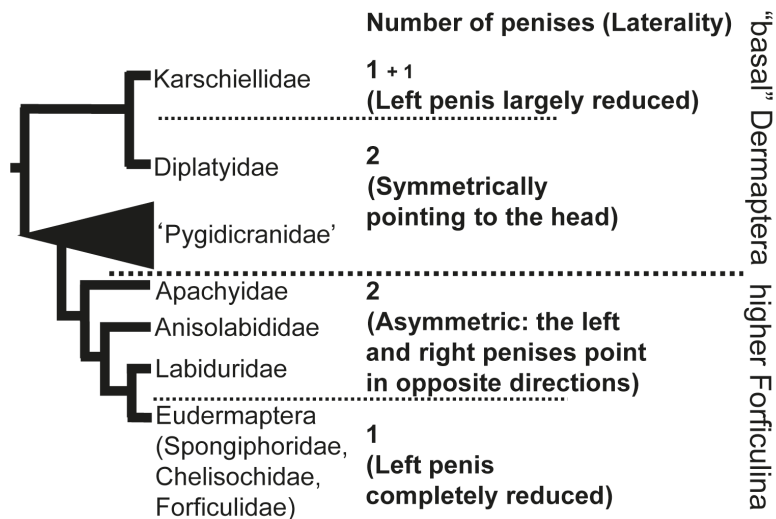 Number of penises (Laterality)
Karschiellidae
1 + 1
(Left penis largely reduced)
Diplatyidae
2
(Symmetrically
pointing to the head)
‘Pygidicranidae’
Apachyidae
Anisolabididae
Labiduridae
2
(Asymmetric: the left
and right penises point
in opposite directions)
Eudermaptera
(Spongiphoridae,
Chelisochidae,
Forficulidae)
1
(Left penis
completely reduced)
“basal” Dermaptera
higher Forficulina